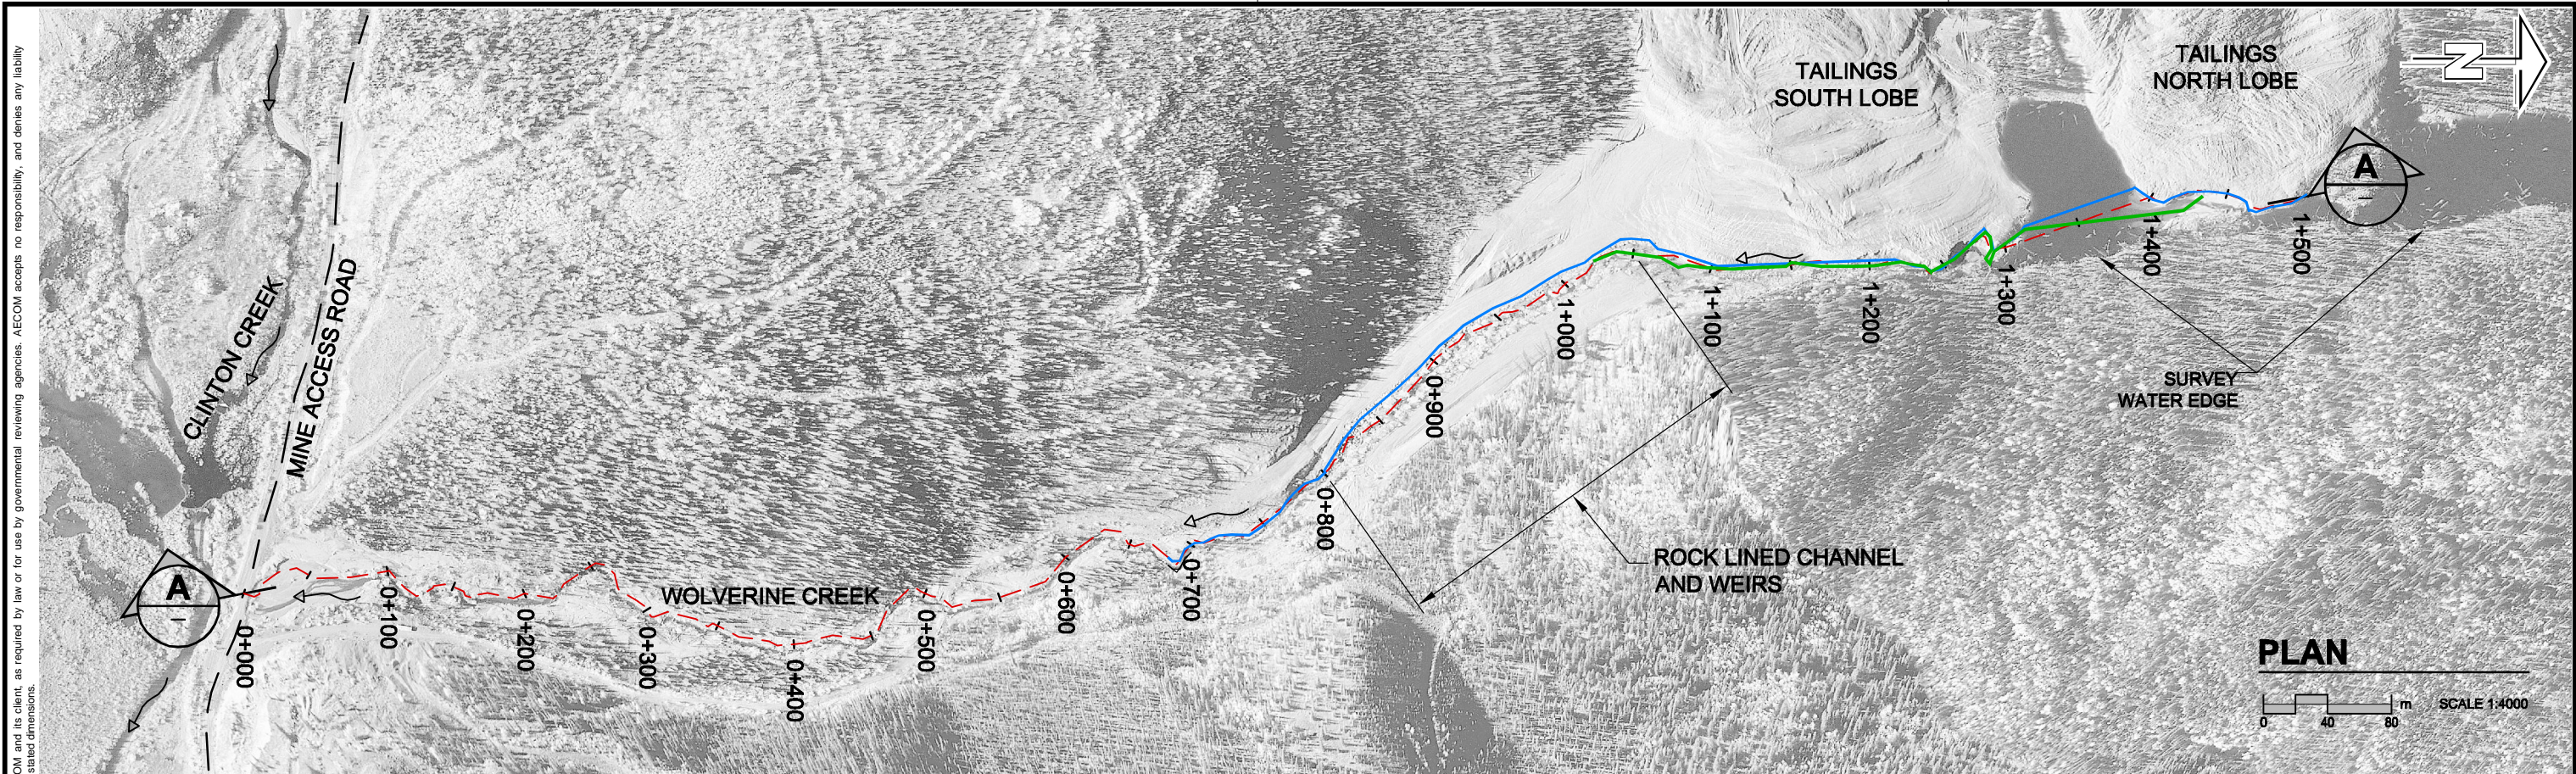 OM and its client, as required by law or for use by governmental reviewing agencies. AECOM accepts no responsibility, and denies any liability
stated dimensions.
CLINTON CREEK
MINE ACCESS ROAD
A
0+000
0+100
0+200
0+300
WOLVERINE CREEK
0+400
0+500
0+600
0+700
0+800
0+900
1+000
1+100
1+200
1+300
1+400
1+500
TAILINGS
SOUTH LOBE
TAILINGS
NORTH LOBE
N
A
SURVEY
WATER EDGE
ROCK LINED CHANNEL
AND WEIRS
PLAN
0 40 80 m SCALE 1:4000